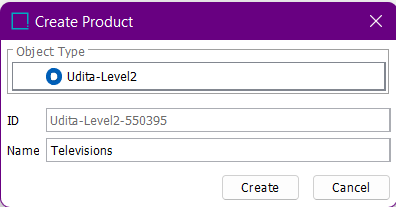 Create Product
Object Type
Udita-Level2
ID Udita-Level2-550395
Name Televisions
Create Cancel